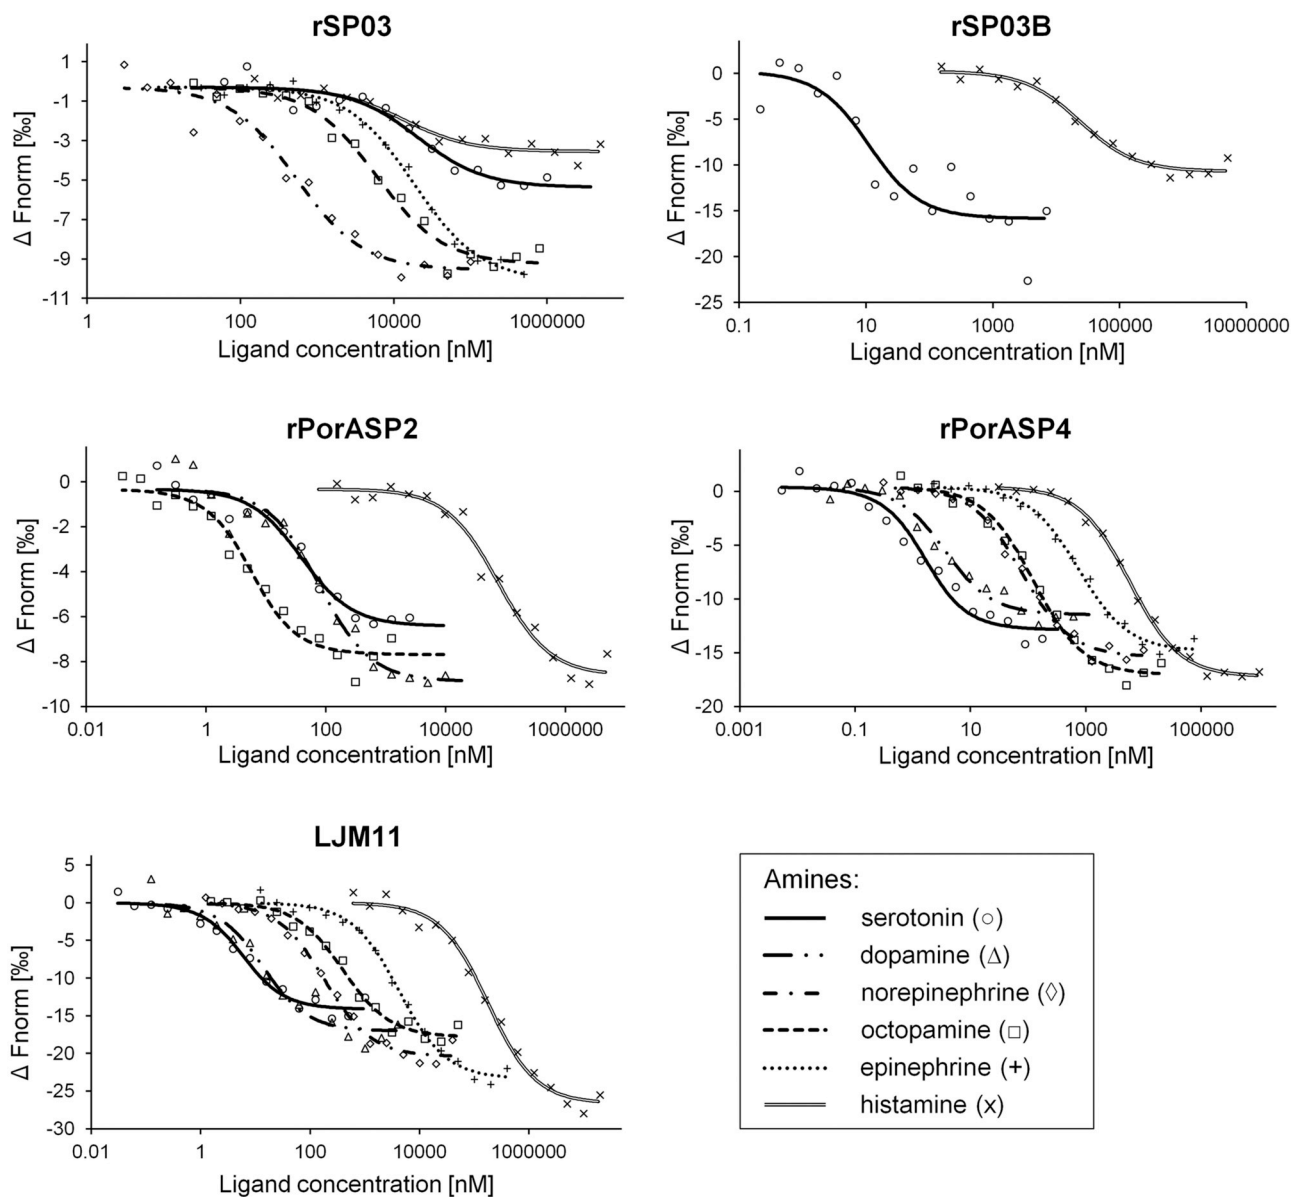 rSP03
1
-1
-3
-5
-7
-9
-11
Δ Fnorm [‰]
1
100
10000
1000000
Ligand concentration [nM]
rSP03B
0
-5
-10
-15
-20
-25
Δ Fnorm [‰]
0.1
10
1000
100000
10000000
Ligand concentration [nM]
rPorASP2
0
-2
-4
-6
-8
-10
Δ Fnorm [‰]
0.01
1
100
10000
1000000
Ligand concentration [nM]
rPorASP4
0
-5
-10
-15
-20
Δ Fnorm [‰]
0.001
0.1
10
1000
100000
Ligand concentration [nM]
LJM11
5
0
-5
-10
-15
-20
-25
-30
Δ Fnorm [‰]
0.01
1
100
10000
1000000
Ligand concentration [nM]
Amines:
serotonin (○)
dopamine (Δ)
norepinephrine (◊)
octopamine (□)
epinephrine (+)
histamine (x)